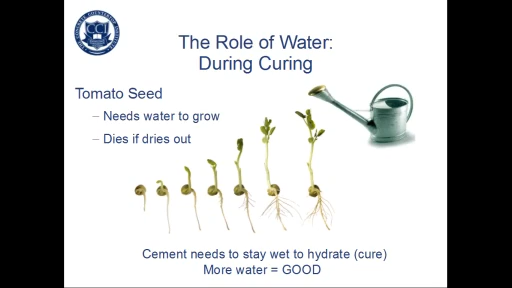 CCI
The Role of Water:
During Curing
Tomato Seed
– Needs water to grow
– Dies if dries out
Cement needs to stay wet to hydrate (cure)
More water = GOOD